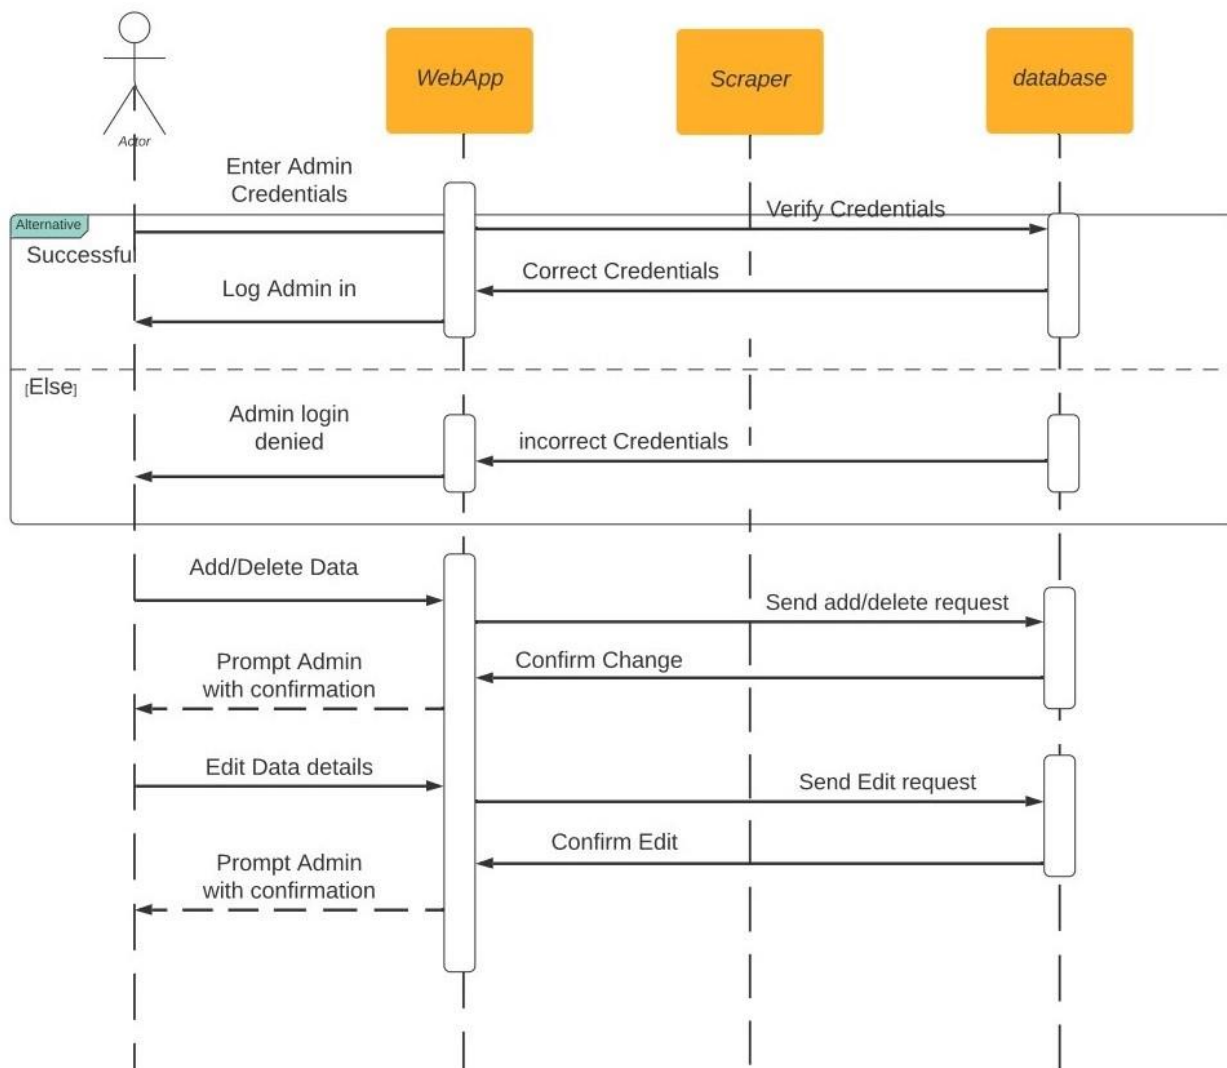 WebApp
Scraper
database
Actor
Enter Admin
Credentials
Verify Credentials
Alternative
Successful
Correct Credentials
Log Admin in
[Else]
Admin login
denied
incorrect Credentials
Add/Delete Data
Send add/delete request
Confirm Change
Prompt Admin
with confirmation
Edit Data details
Send Edit request
Confirm Edit
Prompt Admin
with confirmation